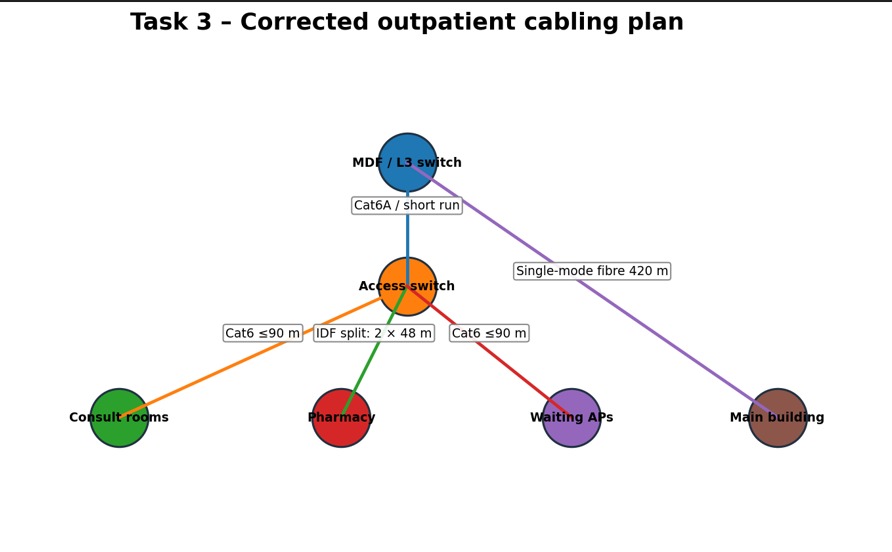 Task 3 – Corrected outpatient cabling plan
MDF / L3 switch
Cat6A / short run
Single-mode fibre 420 m
Access switch
Cat6 ≤90 m
IDF split: 2 × 48 m
Cat6 ≤90 m
Consult rooms
Pharmacy
Waiting APs
Main building